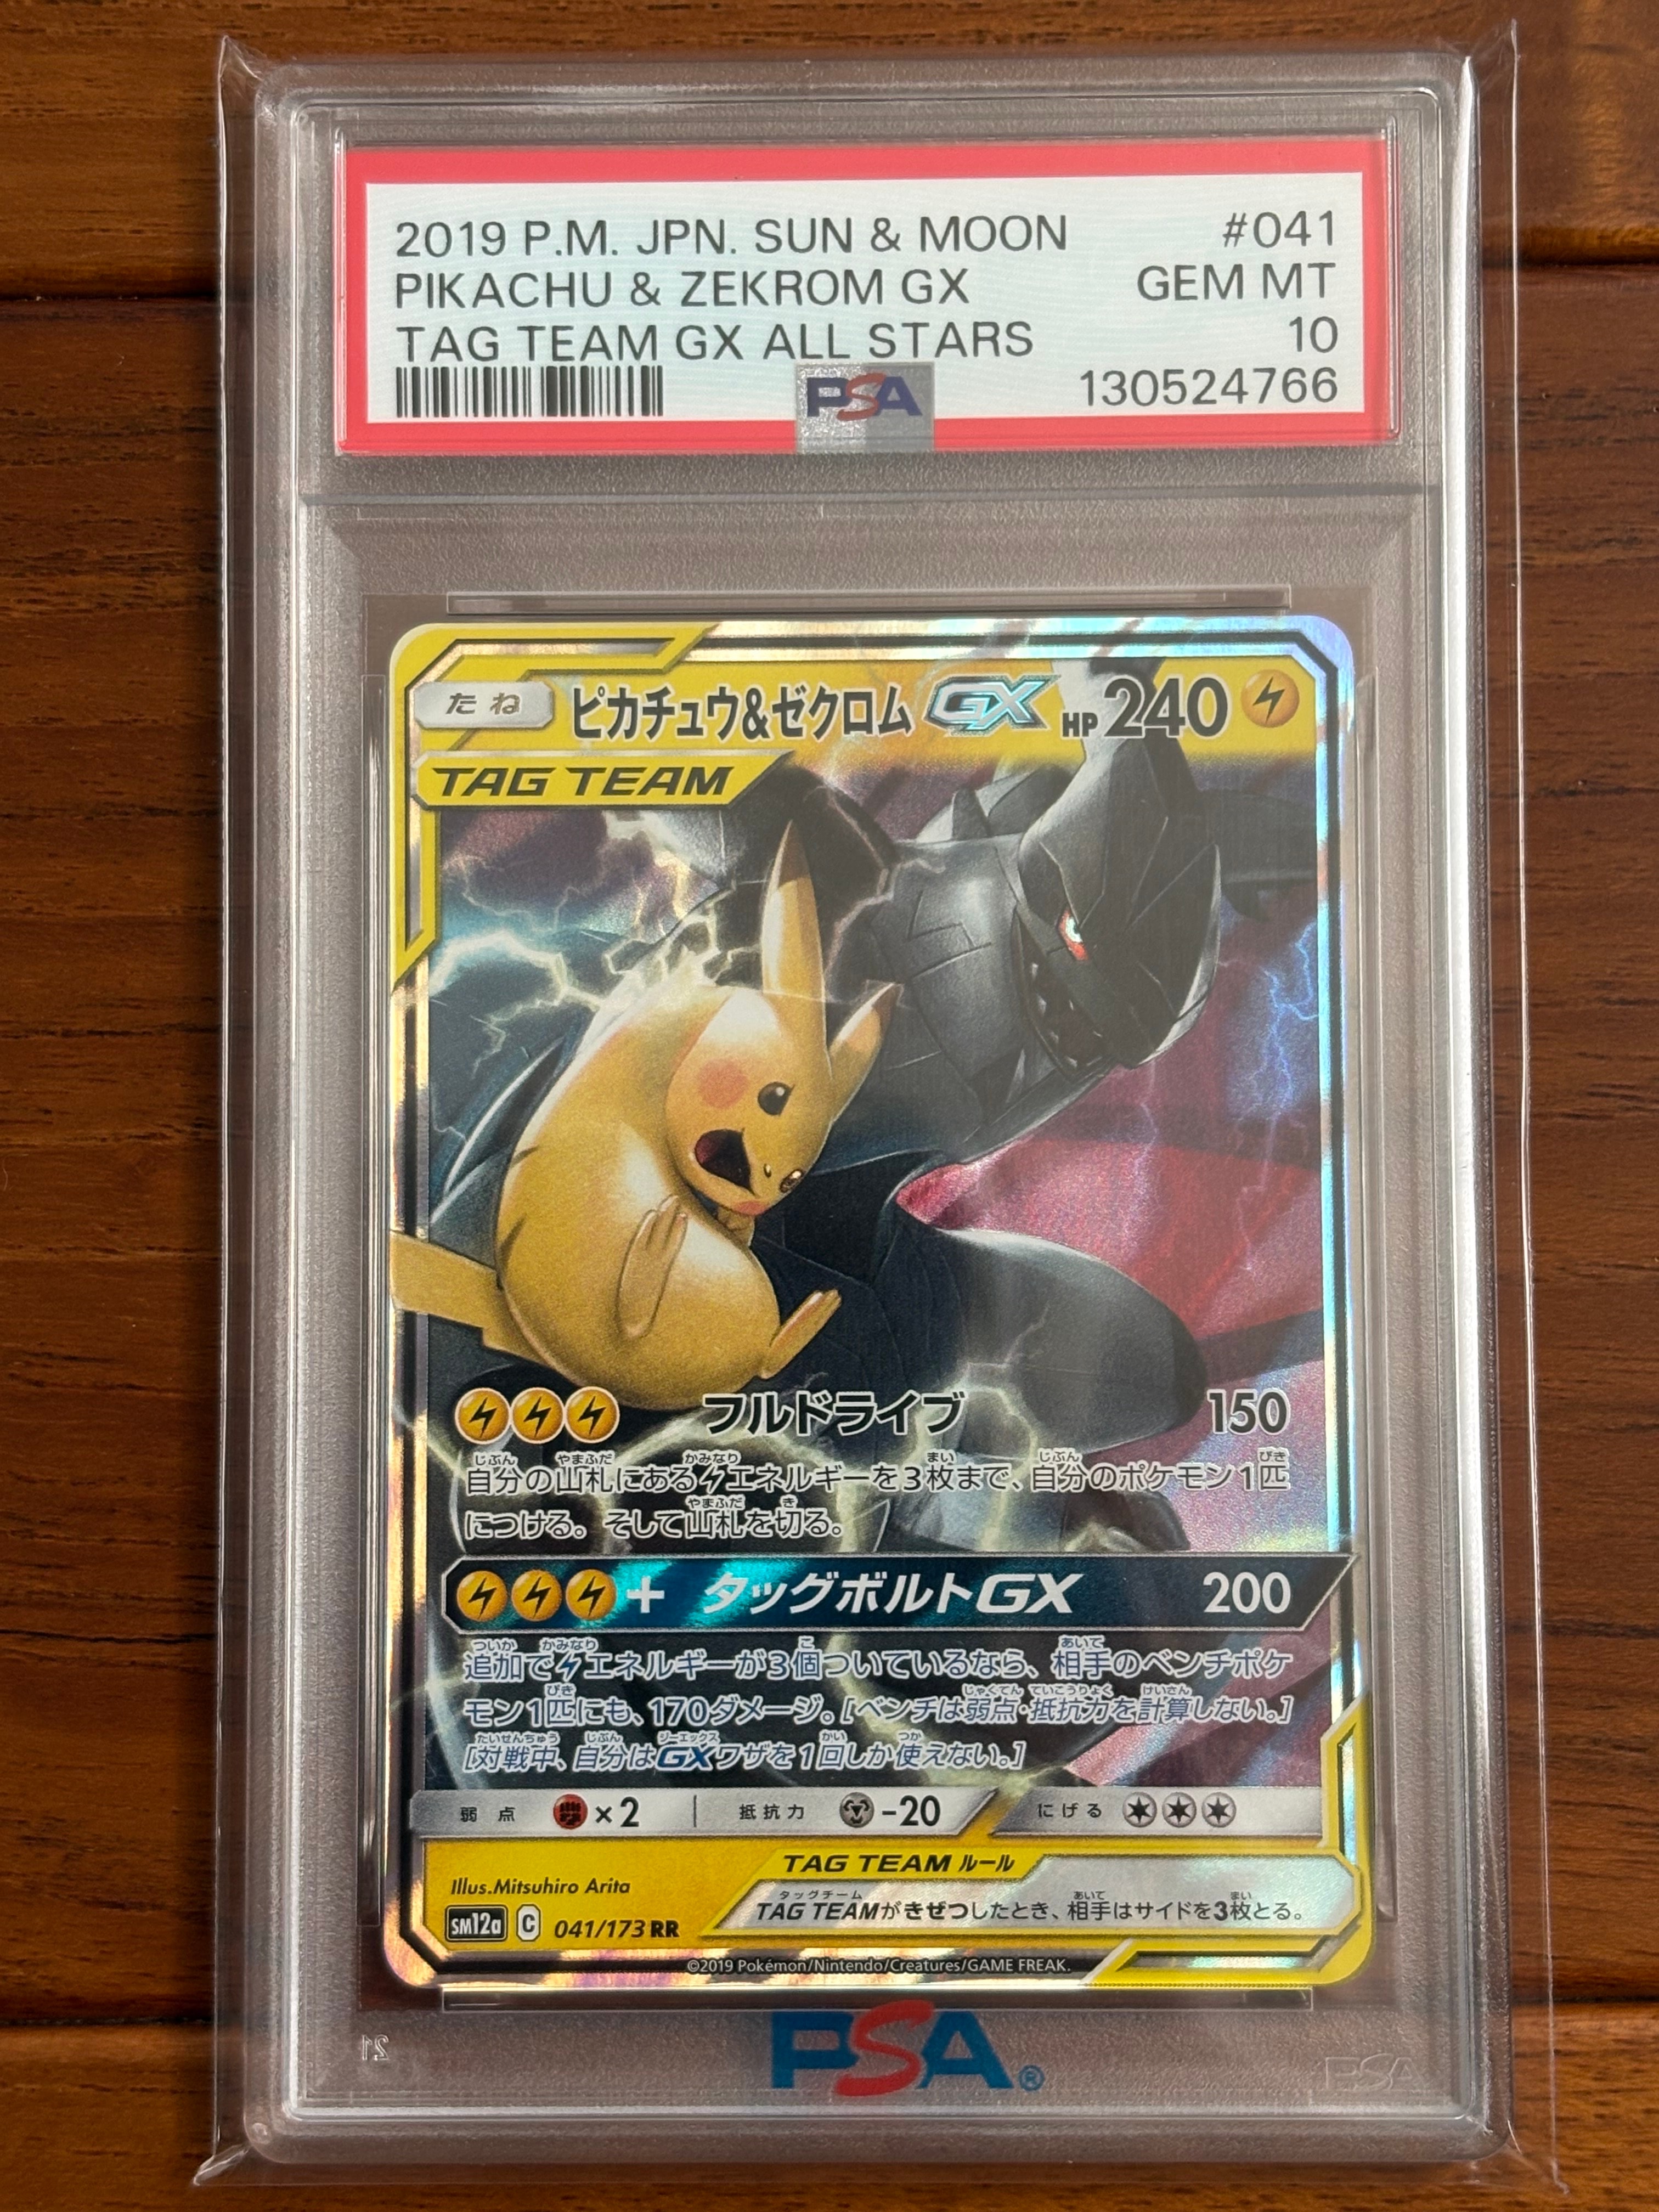 2019 P.M. JPN. SUN & MOON #041
PIKACHU & ZEKROM GX GEM MT
TAG TEAM GX ALL STARS 10
PSA 130524766
たね ピカチュウ&ゼクロムGX HP240
TAG TEAM
フルドライブ 150
自分の山札にあるエネルギーを3枚まで、自分のポケモン1匹
につける。そして山札を切る。
+ タッグボルトGX 200
追加でエネルギーが3個ついているなら、相手のベンチポケ
モン1匹にも、170ダメージ。[ベンチは弱点・抵抗力を計算しない。]
[対戦中、自分はGXワザを1回しか使えない。]
弱点 ×2 抵抗力 -20 にげる
TAG TEAM ルール
Illus.Mitsuhiro Arita
TAG TEAMがきぜつしたとき、相手はサイドを3枚とる。
SM12a C 041/173 RR
©2019 Pokémon/Nintendo/Creatures/GAME FREAK.
PSA®
21
PSA